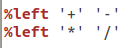 %left '+' '-'
%left '*' '/'